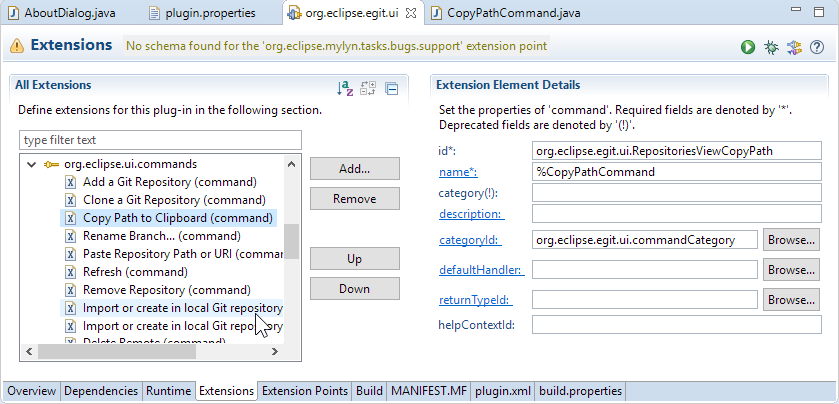 AboutDialog.java
plugin.properties
org.eclipse.egit.ui
CopyPathCommand.java
Extensions
No schema found for the 'org.eclipse.mylyn.tasks.bugs.support' extension point
All Extensions
Define extensions for this plug-in in the following section.
type filter text
org.eclipse.ui.commands
Add a Git Repository (command)
Clone a Git Repository (command)
Copy Path to Clipboard (command)
Rename Branch... (command)
Paste Repository Path or URI (comman
Refresh (command)
Remove Repository (command)
Import or create in local Git repository
Import or create in local Git repository
Delete Remote (command)
Add...
Remove
Up
Down
Extension Element Details
Set the properties of 'command'. Required fields are denoted by '*'.
Deprecated fields are denoted by '(!)'.
id*: org.eclipse.egit.ui.RepositoriesViewCopyPath
name*: %CopyPathCommand
category(!):
description:
categoryId: org.eclipse.egit.ui.commandCategory Browse...
defaultHandler: Browse...
returnTypeId: Browse...
helpContextId:
Overview Dependencies Runtime Extensions Extension Points Build MANIFEST.MF plugin.xml build.properties